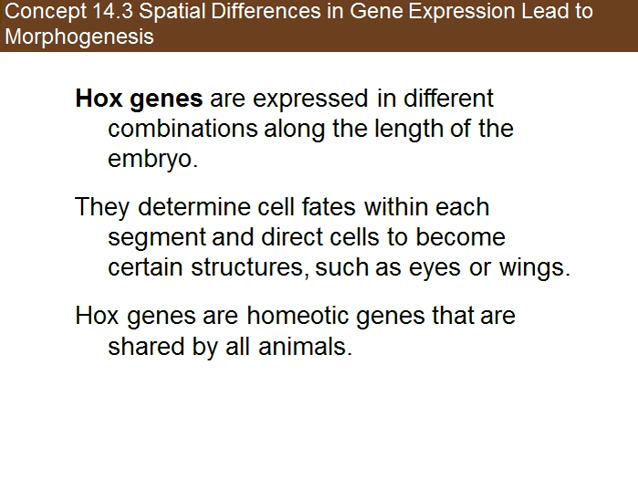 Concept 14.3 Spatial Differences in Gene Expression Lead to
Morphogenesis
Hox genes are expressed in different
combinations along the length of the
embryo.
They determine cell fates within each
segment and direct cells to become
certain structures, such as eyes or wings.
Hox genes are homeotic genes that are
shared by all animals.